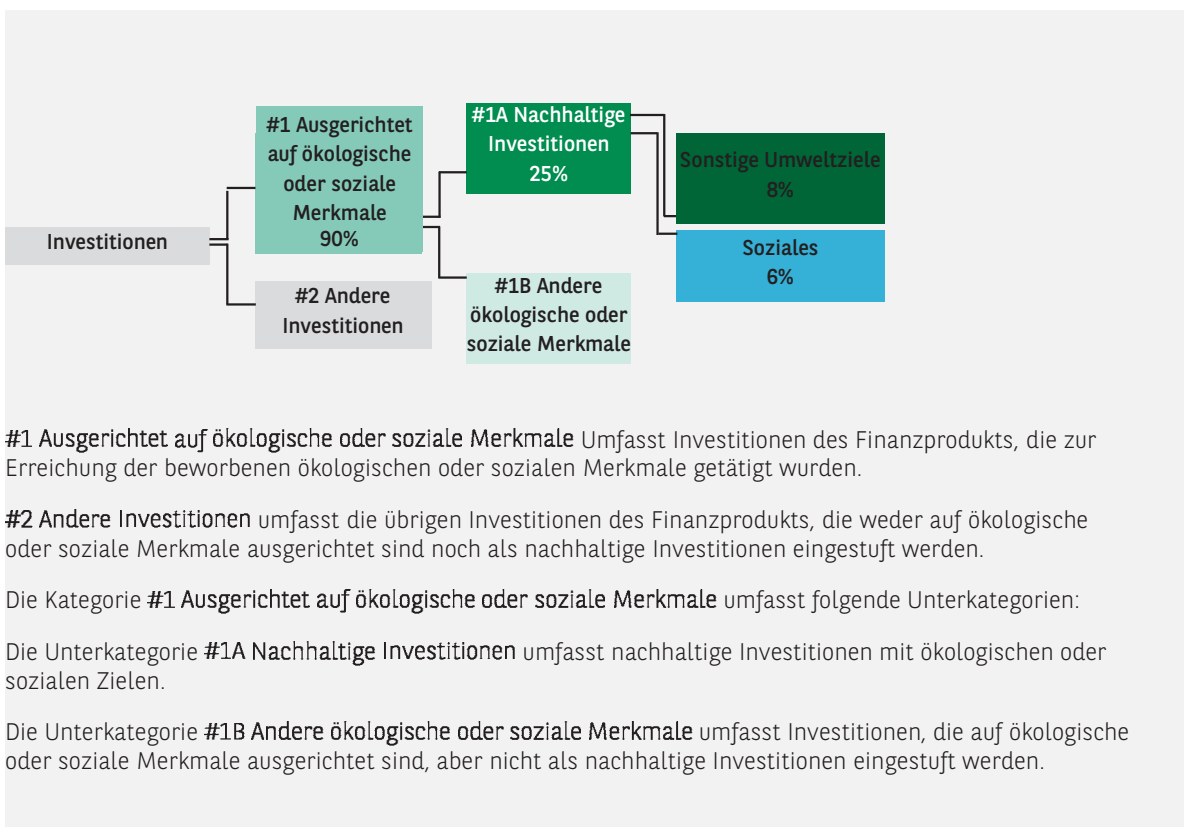 Investitionen
#1 Ausgerichtet
auf ökologische
oder soziale
Merkmale
90%
#2 Andere
Investitionen
#1A Nachhaltige
Investitionen
25%
#1B Andere
ökologische oder
soziale Merkmale
Sonstige Umweltziele
8%
Soziales
6%
#1 Ausgerichtet auf ökologische oder soziale Merkmale Umfasst Investitionen des Finanzprodukts, die zur
Erreichung der beworbenen ökologischen oder sozialen Merkmale getätigt wurden.
#2 Andere Investitionen umfasst die übrigen Investitionen des Finanzprodukts, die weder auf ökologische
oder soziale Merkmale ausgerichtet sind noch als nachhaltige Investitionen eingestuft werden.
Die Kategorie #1 Ausgerichtet auf ökologische oder soziale Merkmale umfasst folgende Unterkategorien:
Die Unterkategorie #1A Nachhaltige Investitionen umfasst nachhaltige Investitionen mit ökologischen oder
sozialen Zielen.
Die Unterkategorie #1B Andere ökologische oder soziale Merkmale umfasst Investitionen, die auf ökologische
oder soziale Merkmale ausgerichtet sind, aber nicht als nachhaltige Investitionen eingestuft werden.